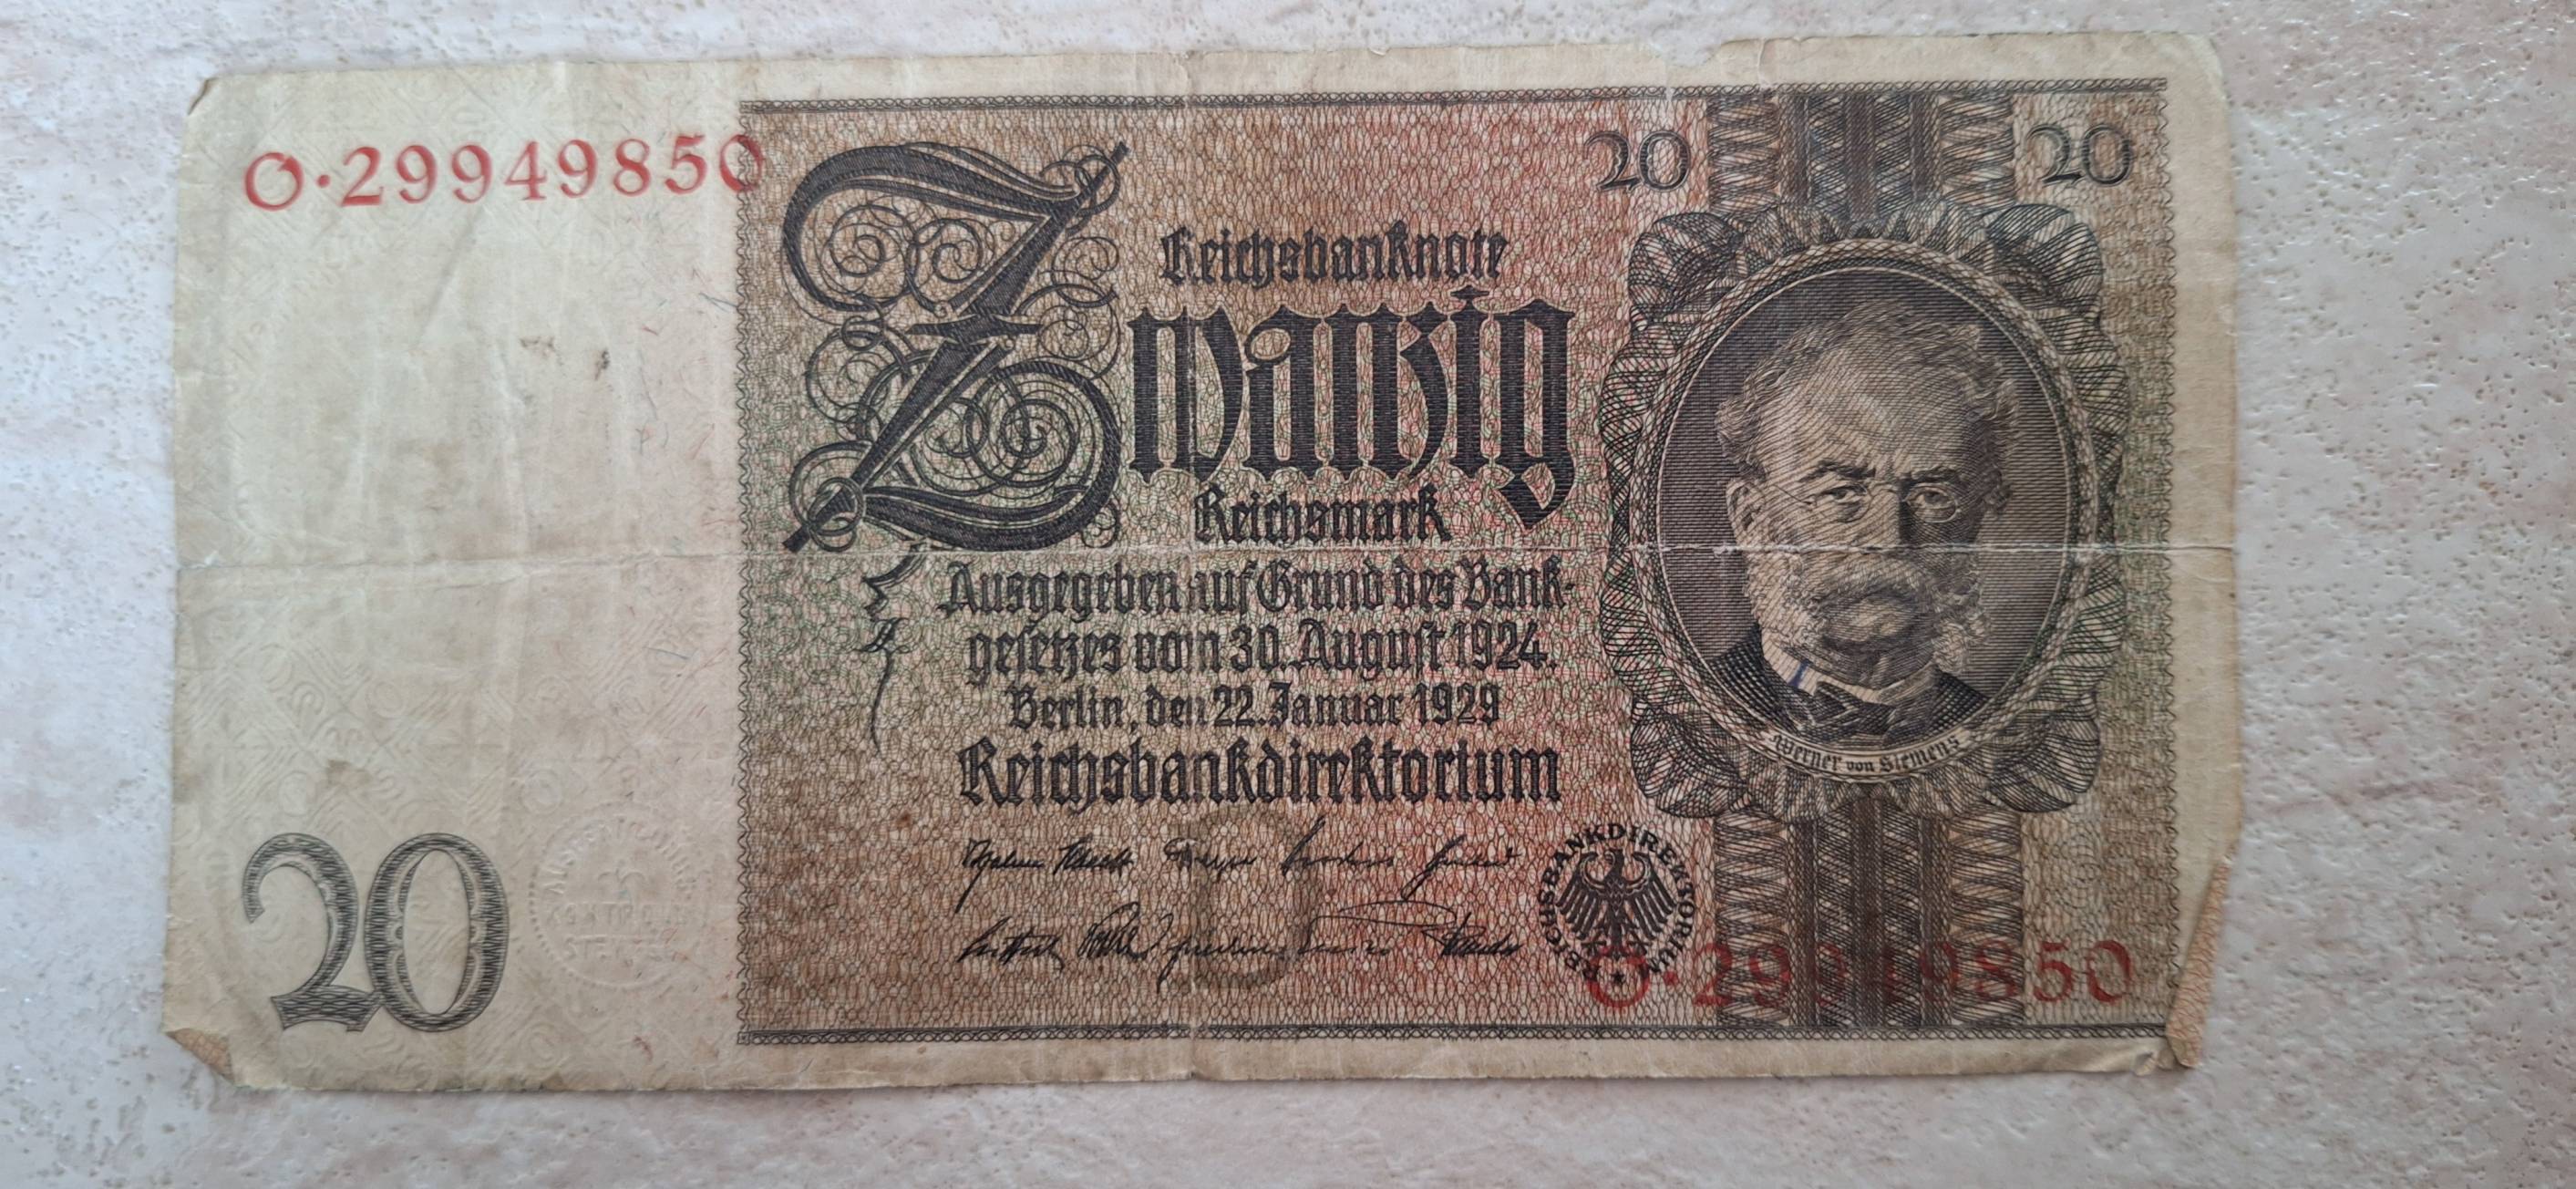 O·29949850
20
20
Reichsbanknote
Zwanzig
Reichsmark
Ausgegeben auf Grund des Bank-
gesetzes vom 30. August 1924.
Berlin, den 22. Januar 1929
Reichsbankdirektorium
Werner von Siemens
REICHSBANKDIREKTORIUM
20
O·29949850